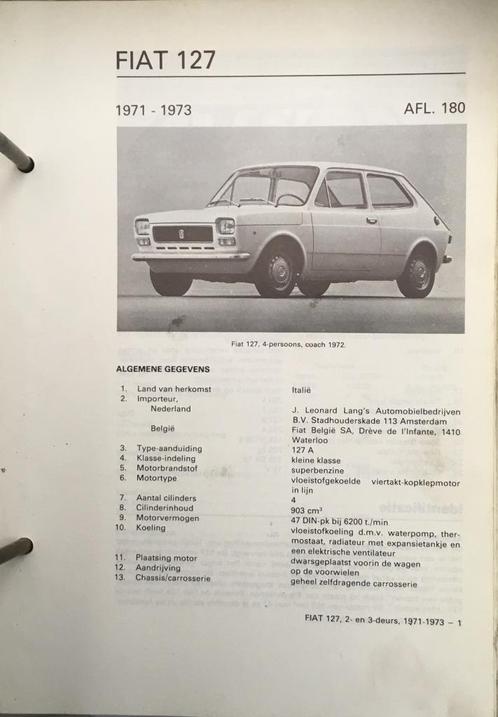 FIAT 127
1971 - 1973 AFL. 180
Fiat 127, 4-persoons, coach 1972.
ALGEMENE GEGEVENS
1. Land van herkomst Italië
2. Importeur,
Nederland J. Leonard Lang's Automobielbedrijven
B.V. Stadhouderskade 113 Amsterdam
België Fiat België SA, Drève de l'Infante, 1410
Waterloo
3. Type-aanduiding 127 A
4. Klasse-indeling kleine klasse
5. Motorbrandstof superbenzine
6. Motortype vloeistofgekoelde viertakt-kopklepmotor
in lijn
7. Aantal cilinders 4
8. Cilinderinhoud 903 cm³
9. Motorvermogen 47 DIN-pk bij 6200 t./min
10. Koeling vloeistofkoeling d.m.v. waterpomp, ther-
mostaat, radiateur met expansietankje en
een elektrische ventilateur
11. Plaatsing motor dwarsgeplaatst voorin de wagen
12. Aandrijving op de voorwielen
13. Chassis/carrosserie geheel zelfdragende carrosserie
FIAT 127, 2- en 3-deurs, 1971-1973 – 1